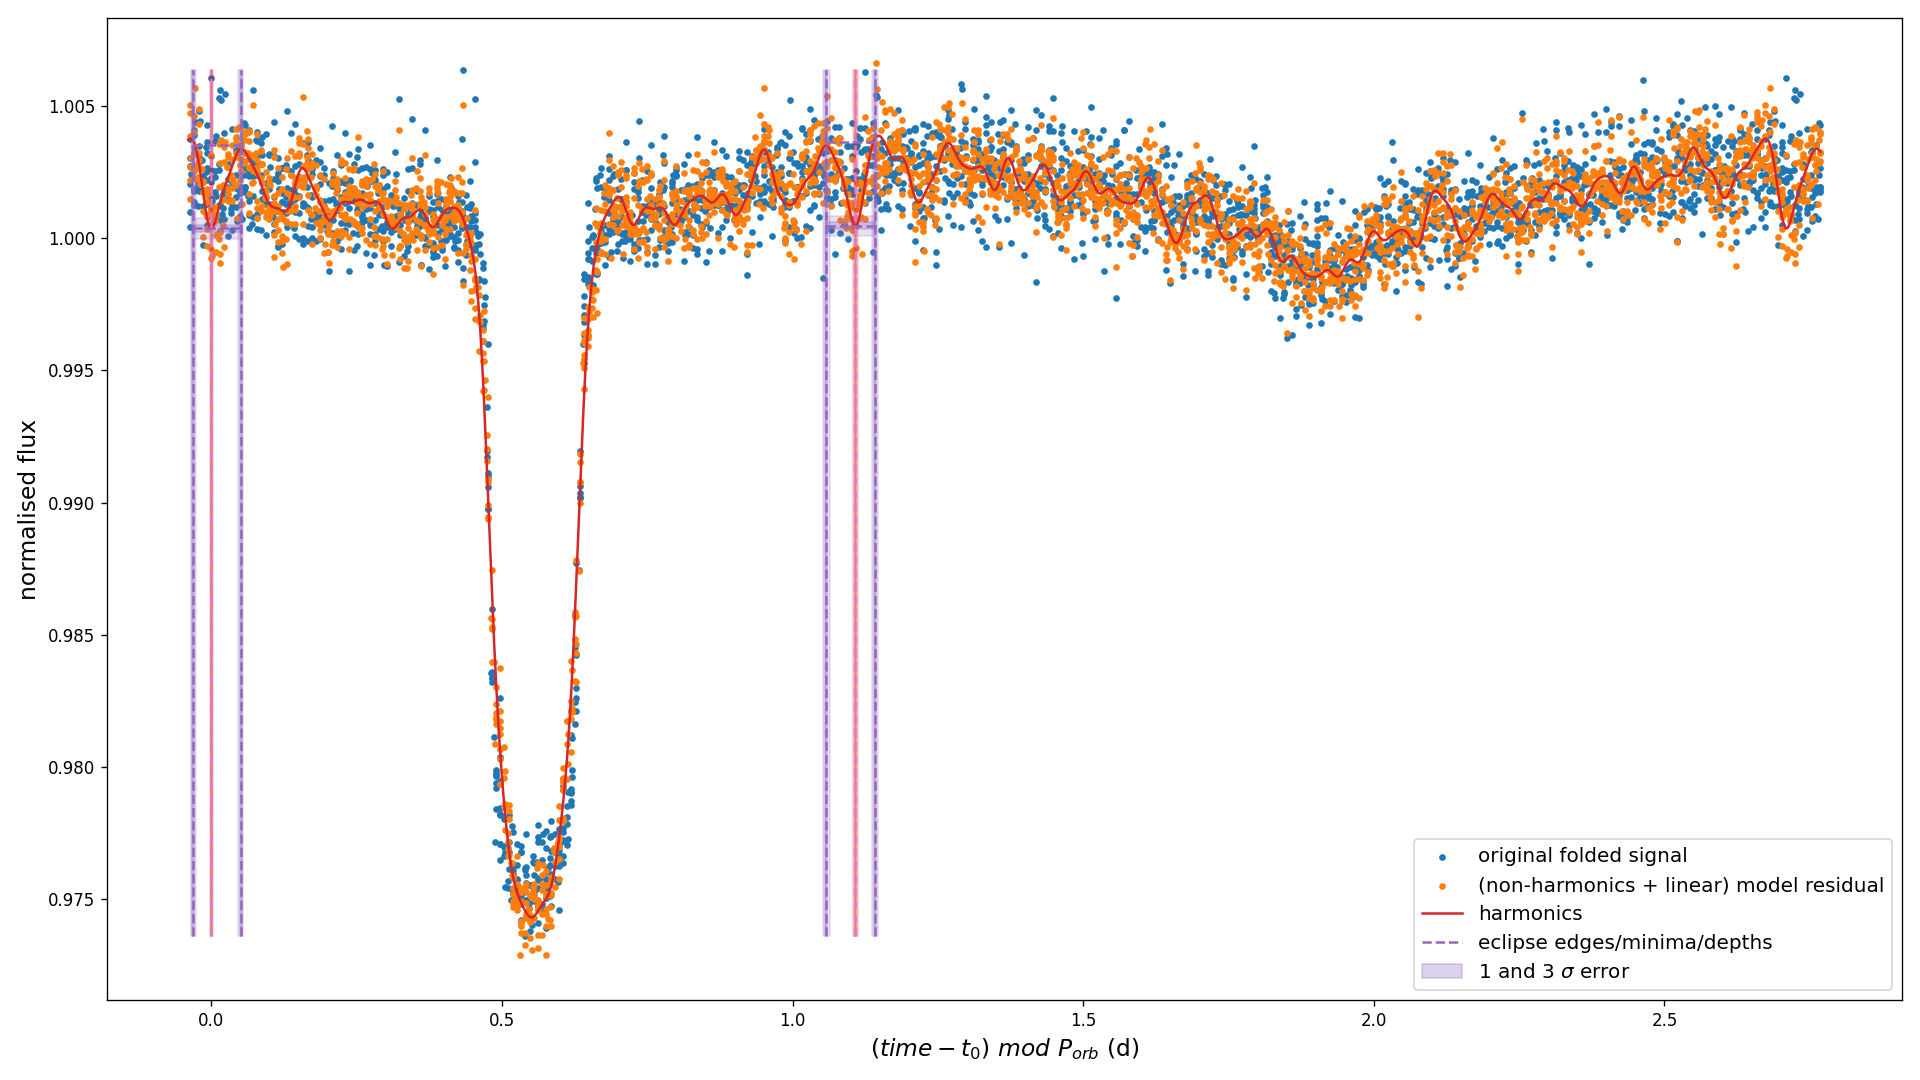 normalised flux
1.005
1.000
0.995
0.990
0.985
0.980
0.975
0.0
0.5
1.0
1.5
2.0
2.5
(time − t₀) mod P_orb (d)
original folded signal
(non-harmonics + linear) model residual
harmonics
eclipse edges/minima/depths
1 and 3 σ error